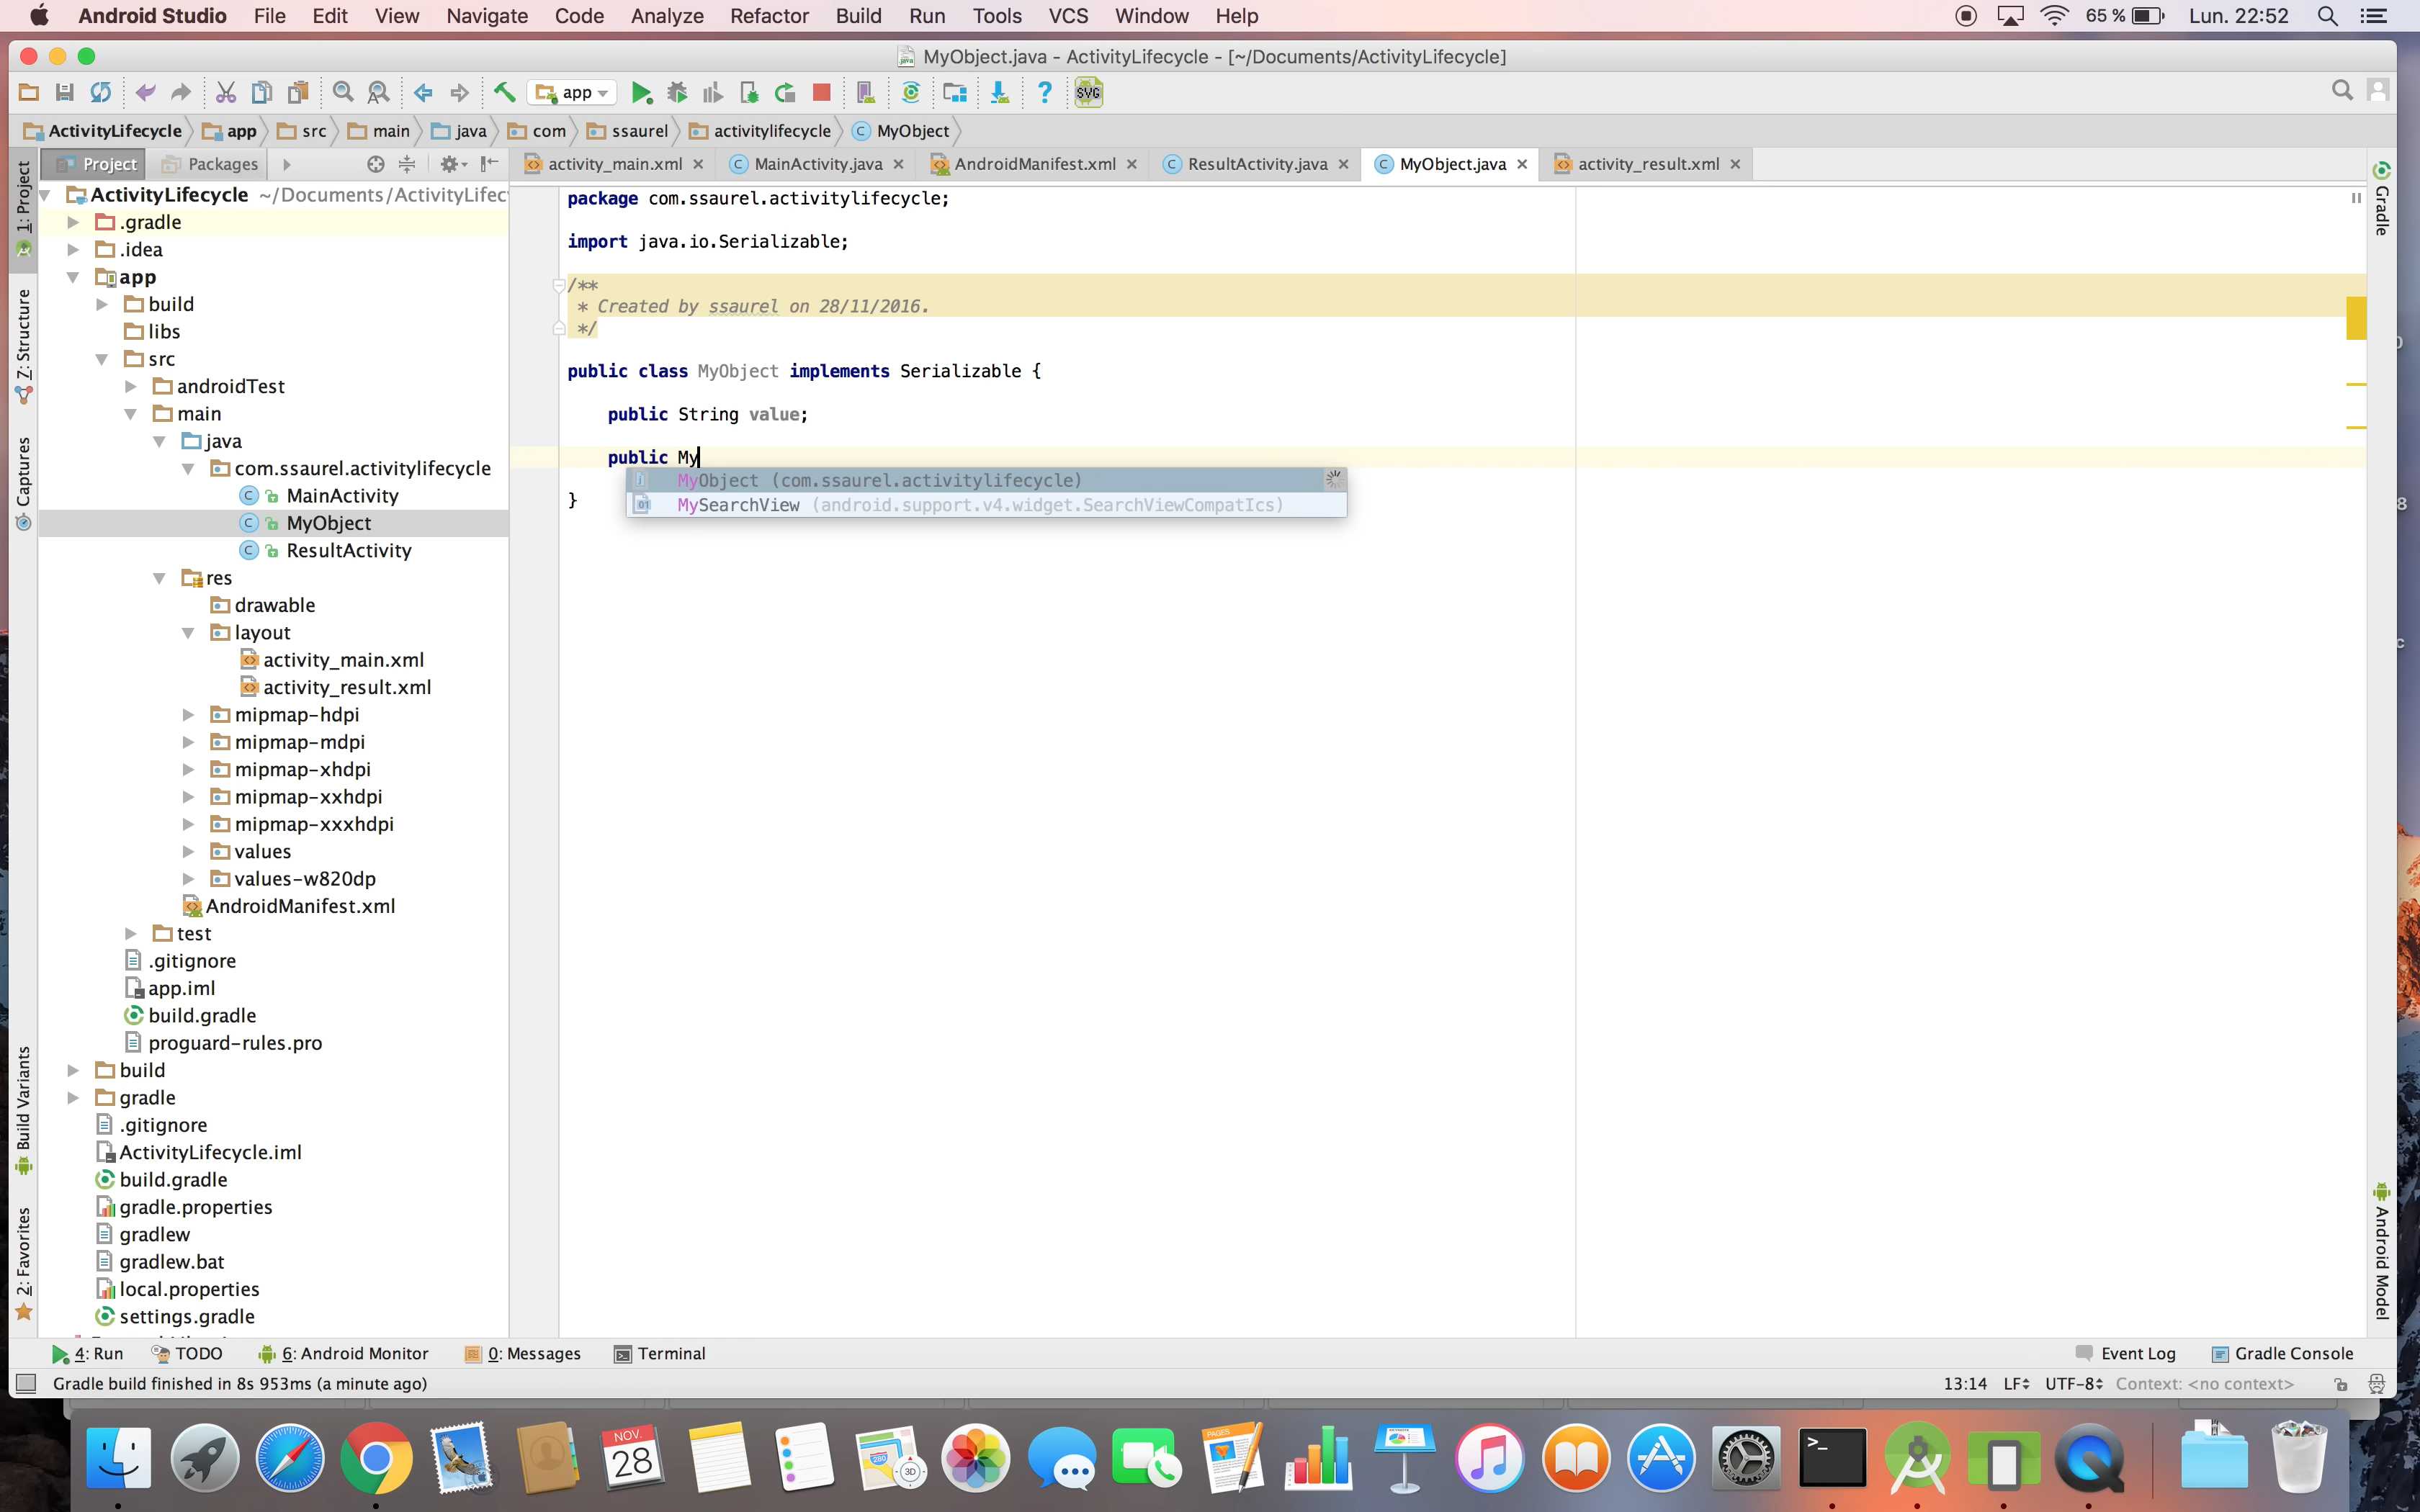 Android Studio File Edit View Navigate Code Analyze Refactor Build Run Tools VCS Window Help 65 % Lun. 22:52
MyObject.java - ActivityLifecycle - [~/Documents/ActivityLifecycle]
app SVG
ActivityLifecycle app src main java com ssaurel activitylifecycle MyObject
Project Packages activity_main.xml MainActivity.java AndroidManifest.xml ResultActivity.java MyObject.java activity_result.xml
1: Project
7: Structure
Captures
Build Variants
2: Favorites
ActivityLifecycle ~/Documents/ActivityLifec
.gradle
.idea
app
build
libs
src
androidTest
main
java
com.ssaurel.activitylifecycle
MainActivity
MyObject
ResultActivity
res
drawable
layout
activity_main.xml
activity_result.xml
mipmap-hdpi
mipmap-mdpi
mipmap-xhdpi
mipmap-xxhdpi
mipmap-xxxhdpi
values
values-w820dp
AndroidManifest.xml
test
.gitignore
app.iml
build.gradle
proguard-rules.pro
build
gradle
.gitignore
ActivityLifecycle.iml
build.gradle
gradle.properties
gradlew
gradlew.bat
local.properties
settings.gradle
package com.ssaurel.activitylifecycle;
import java.io.Serializable;
/**
* Created by ssaurel on 28/11/2016.
*/
public class MyObject implements Serializable {
public String value;
public My
MyObject (com.ssaurel.activitylifecycle)
MySearchView (android.support.v4.widget.SearchViewCompatIcs)
}
Gradle
Android Model
4: Run TODO 6: Android Monitor 0: Messages Terminal Event Log Gradle Console
Gradle build finished in 8s 953ms (a minute ago) 13:14 LF UTF-8 Context: <no context>
NOV.
28
280
3D
PAGES
>_